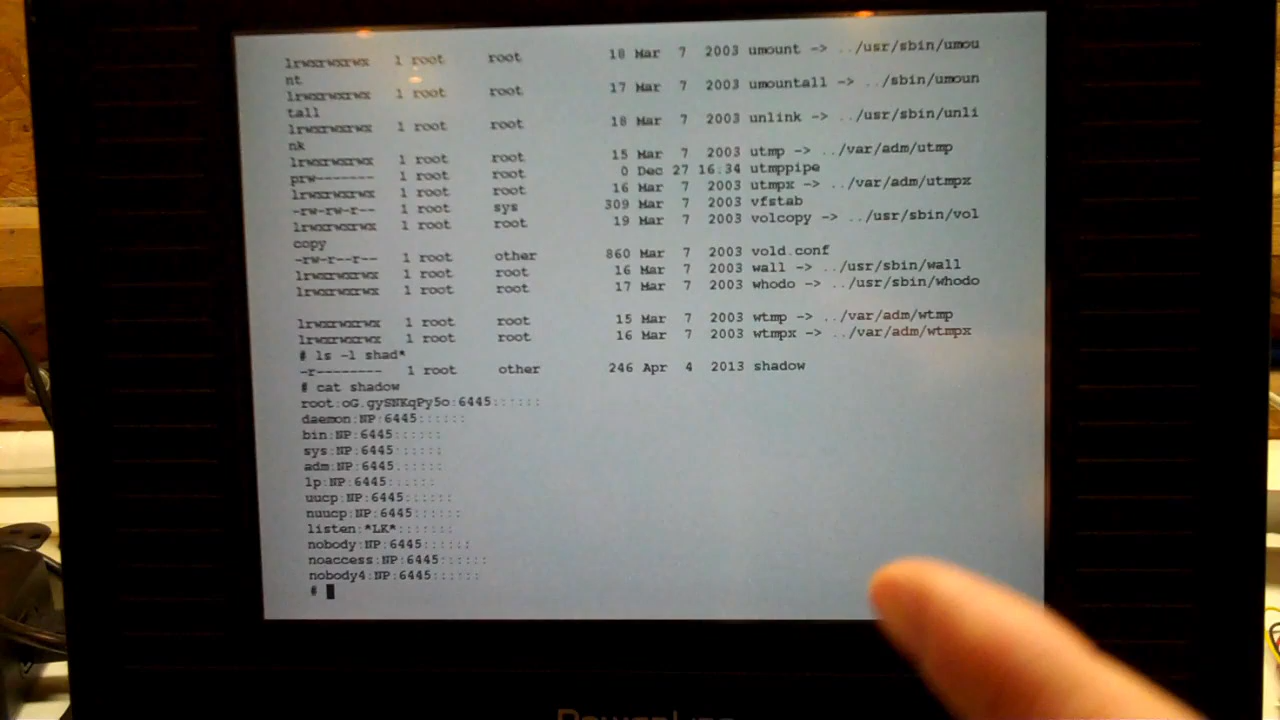 lrwxrwxrwx 1 root root 18 Mar 7 2003 umount -> ../usr/sbin/umou
nt
lrwxrwxrwx 1 root root 17 Mar 7 2003 umountall -> ../sbin/umoun
tall
lrwxrwxrwx 1 root root 18 Mar 7 2003 unlink -> ../usr/sbin/unli
nk
lrwxrwxrwx 1 root root 15 Mar 7 2003 utmp -> ../var/adm/utmp
prw------- 1 root root 0 Dec 27 16:34 utmppipe
lrwxrwxrwx 1 root root 16 Mar 7 2003 utmpx -> ../var/adm/utmpx
-rw-rw-r-- 1 root sys 309 Mar 7 2003 vfstab
lrwxrwxrwx 1 root root 19 Mar 7 2003 volcopy -> ../usr/sbin/vol
copy
-rw-r--r-- 1 root other 860 Mar 7 2003 vold.conf
lrwxrwxrwx 1 root root 16 Mar 7 2003 wall -> ../usr/sbin/wall
lrwxrwxrwx 1 root root 17 Mar 7 2003 whodo -> ../usr/sbin/whodo
lrwxrwxrwx 1 root root 15 Mar 7 2003 wtmp -> ../var/adm/wtmp
lrwxrwxrwx 1 root root 16 Mar 7 2003 wtmpx -> ../var/adm/wtmpx
# ls -l shad*
-r-------- 1 root other 246 Apr 4 2013 shadow
# cat shadow
root:oG.gySNKqPy5o:6445::::::
daemon:NP:6445::::::
bin:NP:6445::::::
sys:NP:6445::::::
adm:NP:6445::::::
lp:NP:6445::::::
uucp:NP:6445::::::
nuucp:NP:6445::::::
listen:*LK*:::::::
nobody:NP:6445::::::
noaccess:NP:6445::::::
nobody4:NP:6445::::::
#